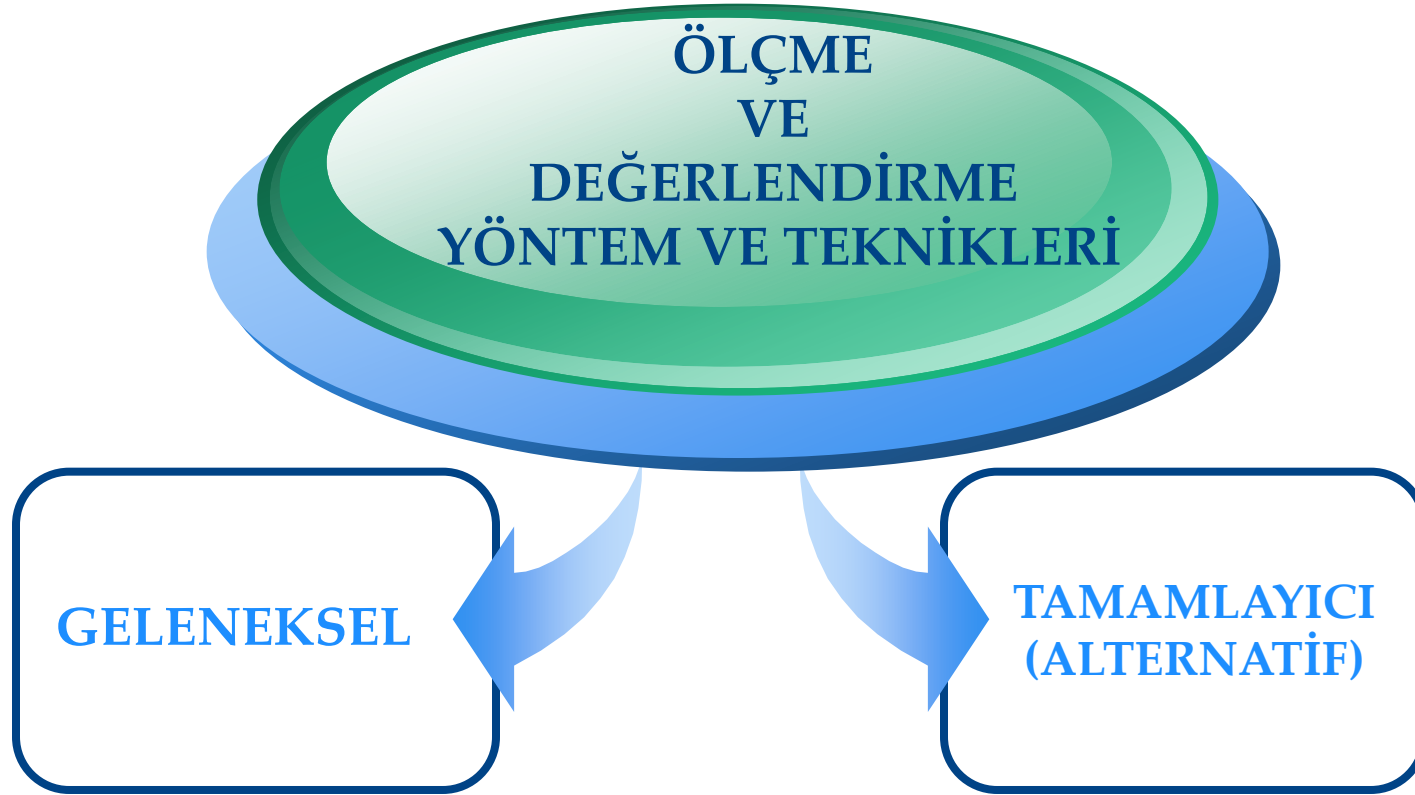 ÖLÇME
VE
DEĞERLENDİRME
YÖNTEM VE TEKNİKLERİ
GELENEKSEL
TAMAMLAYICI
(ALTERNATİF)